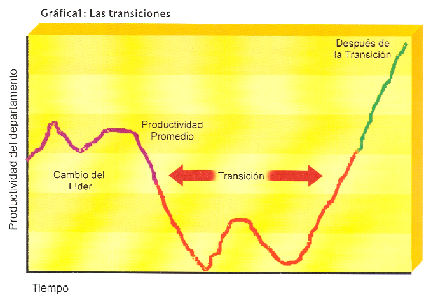 Gráfica1: Las transiciones
Después de
la Transición
Productividad
Promedio
Productividad del departamento
Cambio del
Líder
Transición
Tiempo